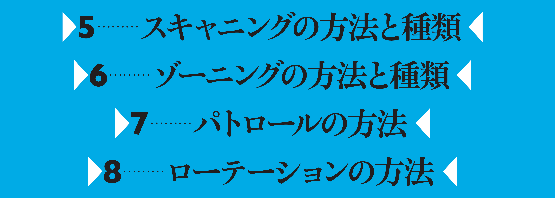 5………スキャニングの方法と種類
6………ゾーニングの方法と種類
7………パトロールの方法
8………ローテーションの方法